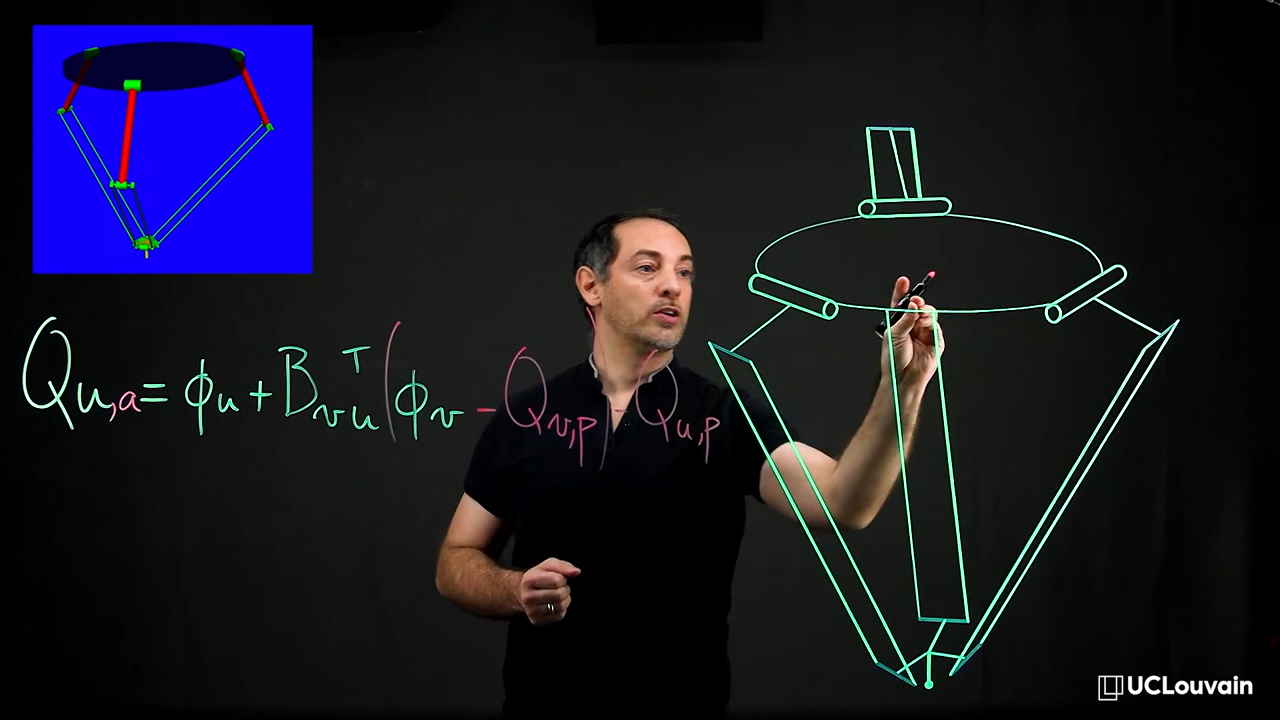 Qu,a = ϕu + Bvu^T (ϕv - Qv,p) - Qu,p
UCLouvain